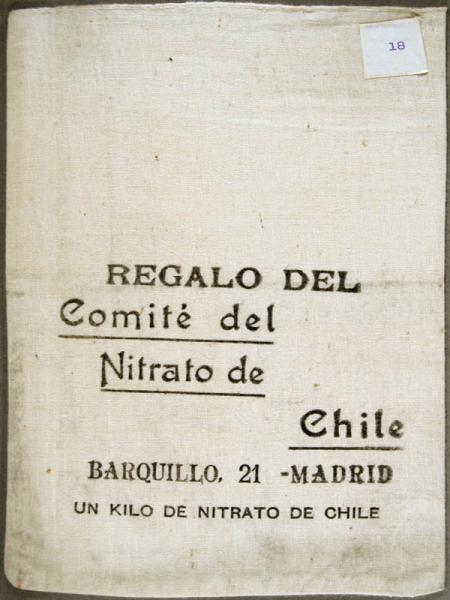 18
REGALO DEL
Comité del
Nitrato de
Chile
BARQUILLO. 21 -MADRID
UN KILO DE NITRATO DE CHILE